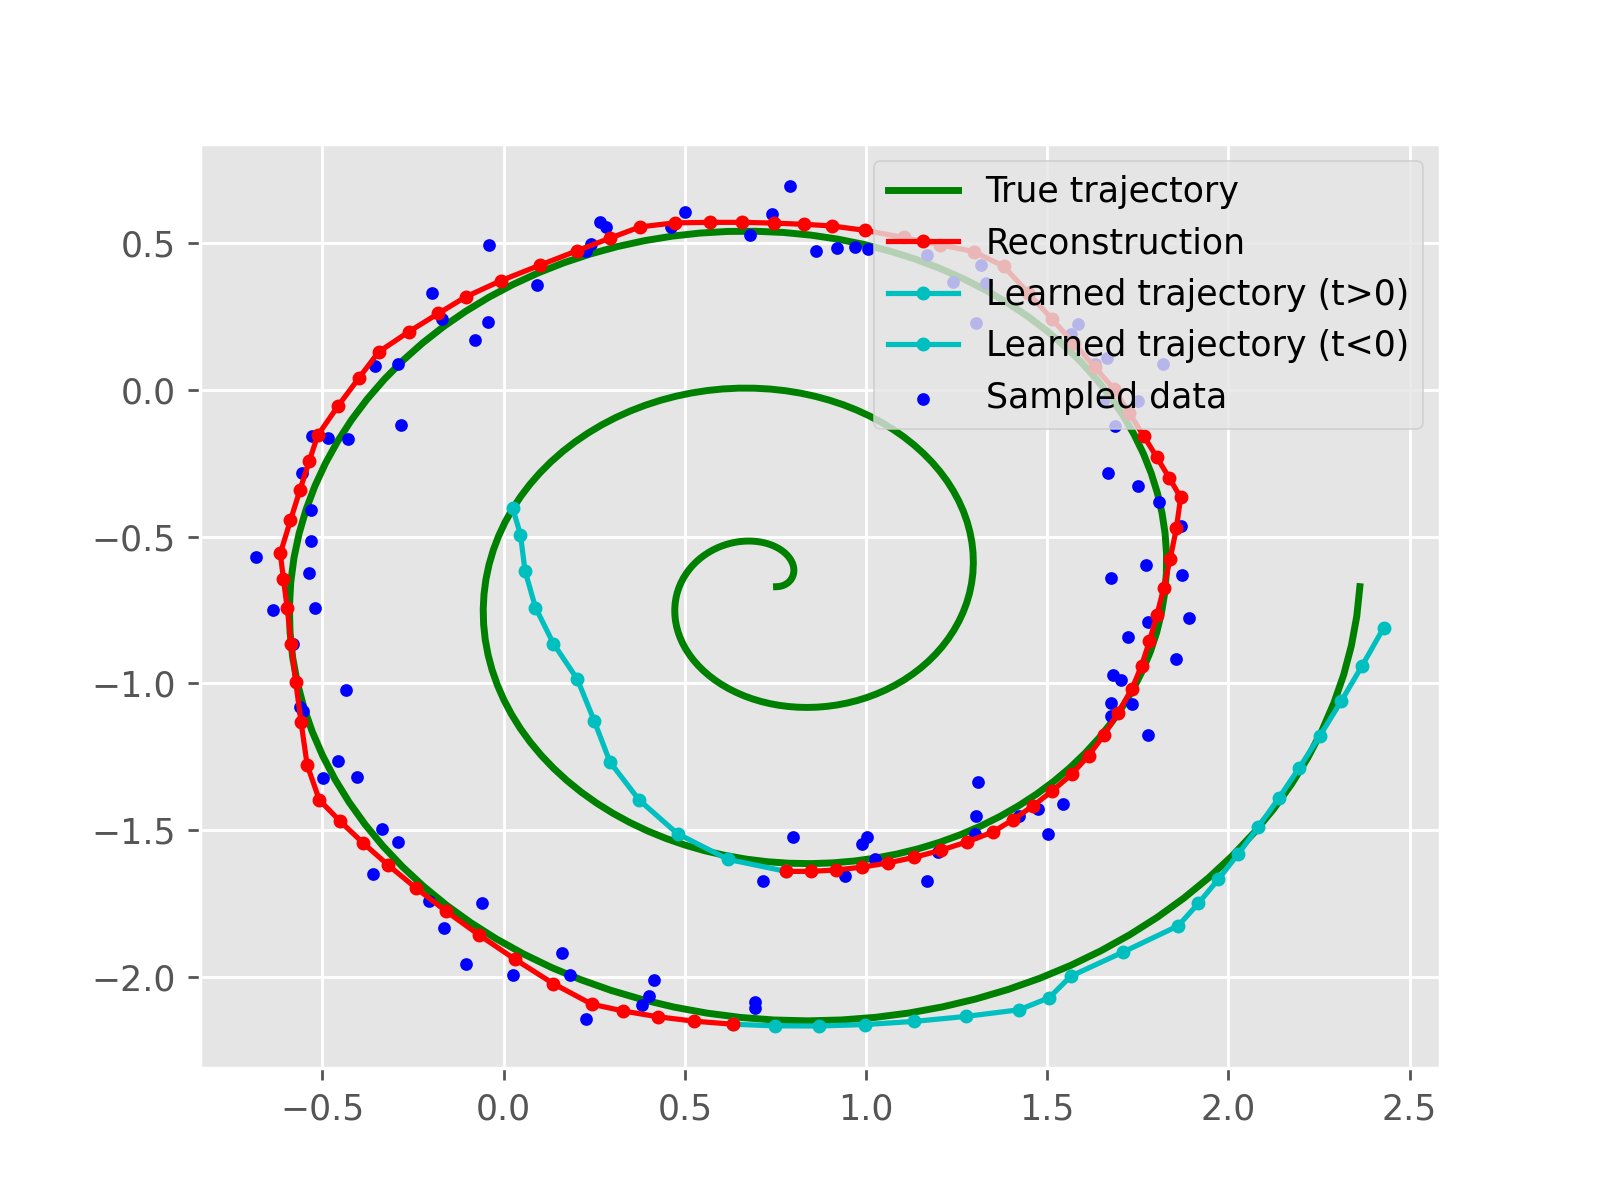 True trajectory
Reconstruction
Learned trajectory (t>0)
Learned trajectory (t<0)
Sampled data
0.5
0.0
−0.5
−1.0
−1.5
−2.0
−0.5 0.0 0.5 1.0 1.5 2.0 2.5